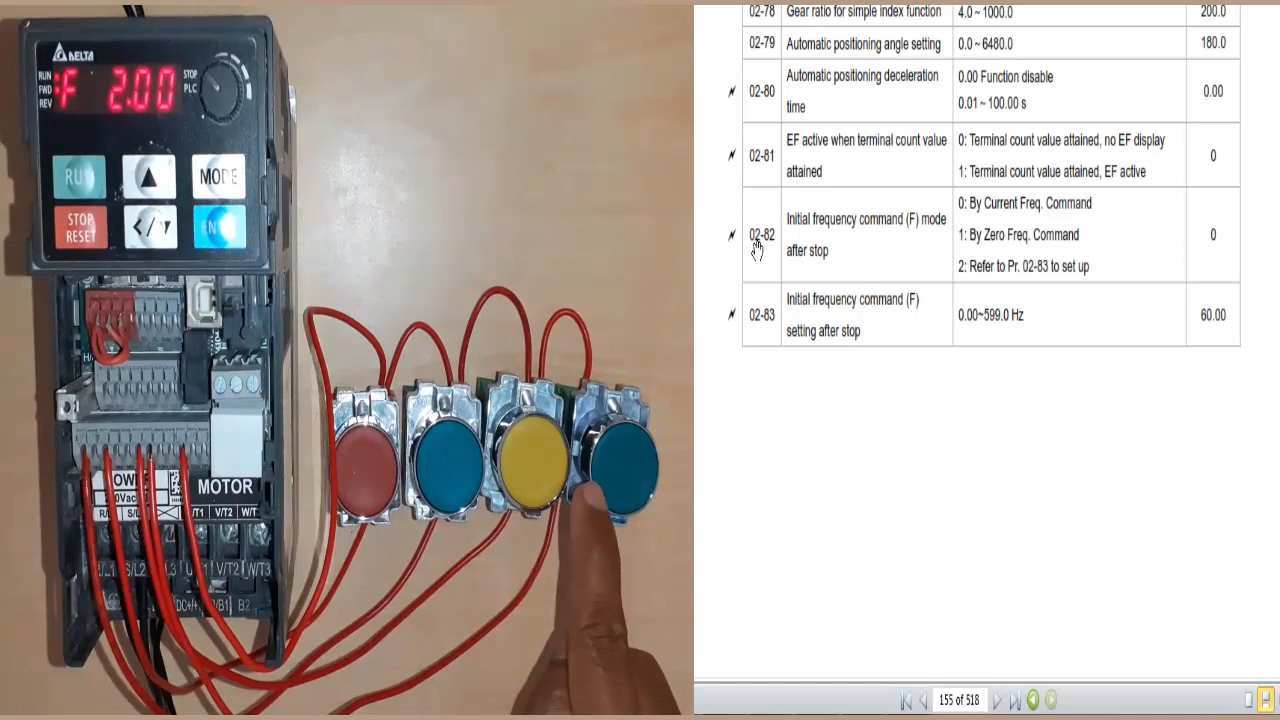 DELTA
RUN
FWD
REV
F 2.00
STOP
PLC
RUN
MODE
STOP
RESET
</▼
MOTOR
V/T2
V/T2
W/T3
DC+/+
B2
02-78 Gear ratio for simple index function 4.0 ~ 1000.0 200.0
02-79 Automatic positioning angle setting 0.0 ~ 6480.0 180.0
02-80 Automatic positioning deceleration time 0.00 Function disable 0.00
0.01 ~ 100.00 s
02-81 EF active when terminal count value attained 0: Terminal count value attained, no EF display 0
1: Terminal count value attained, EF active
02-82 Initial frequency command (F) mode after stop 0: By Current Freq. Command 0
1: By Zero Freq. Command
2: Refer to Pr. 02-83 to set up
02-83 Initial frequency command (F) setting after stop 0.00~599.0 Hz 60.00
155 of 518